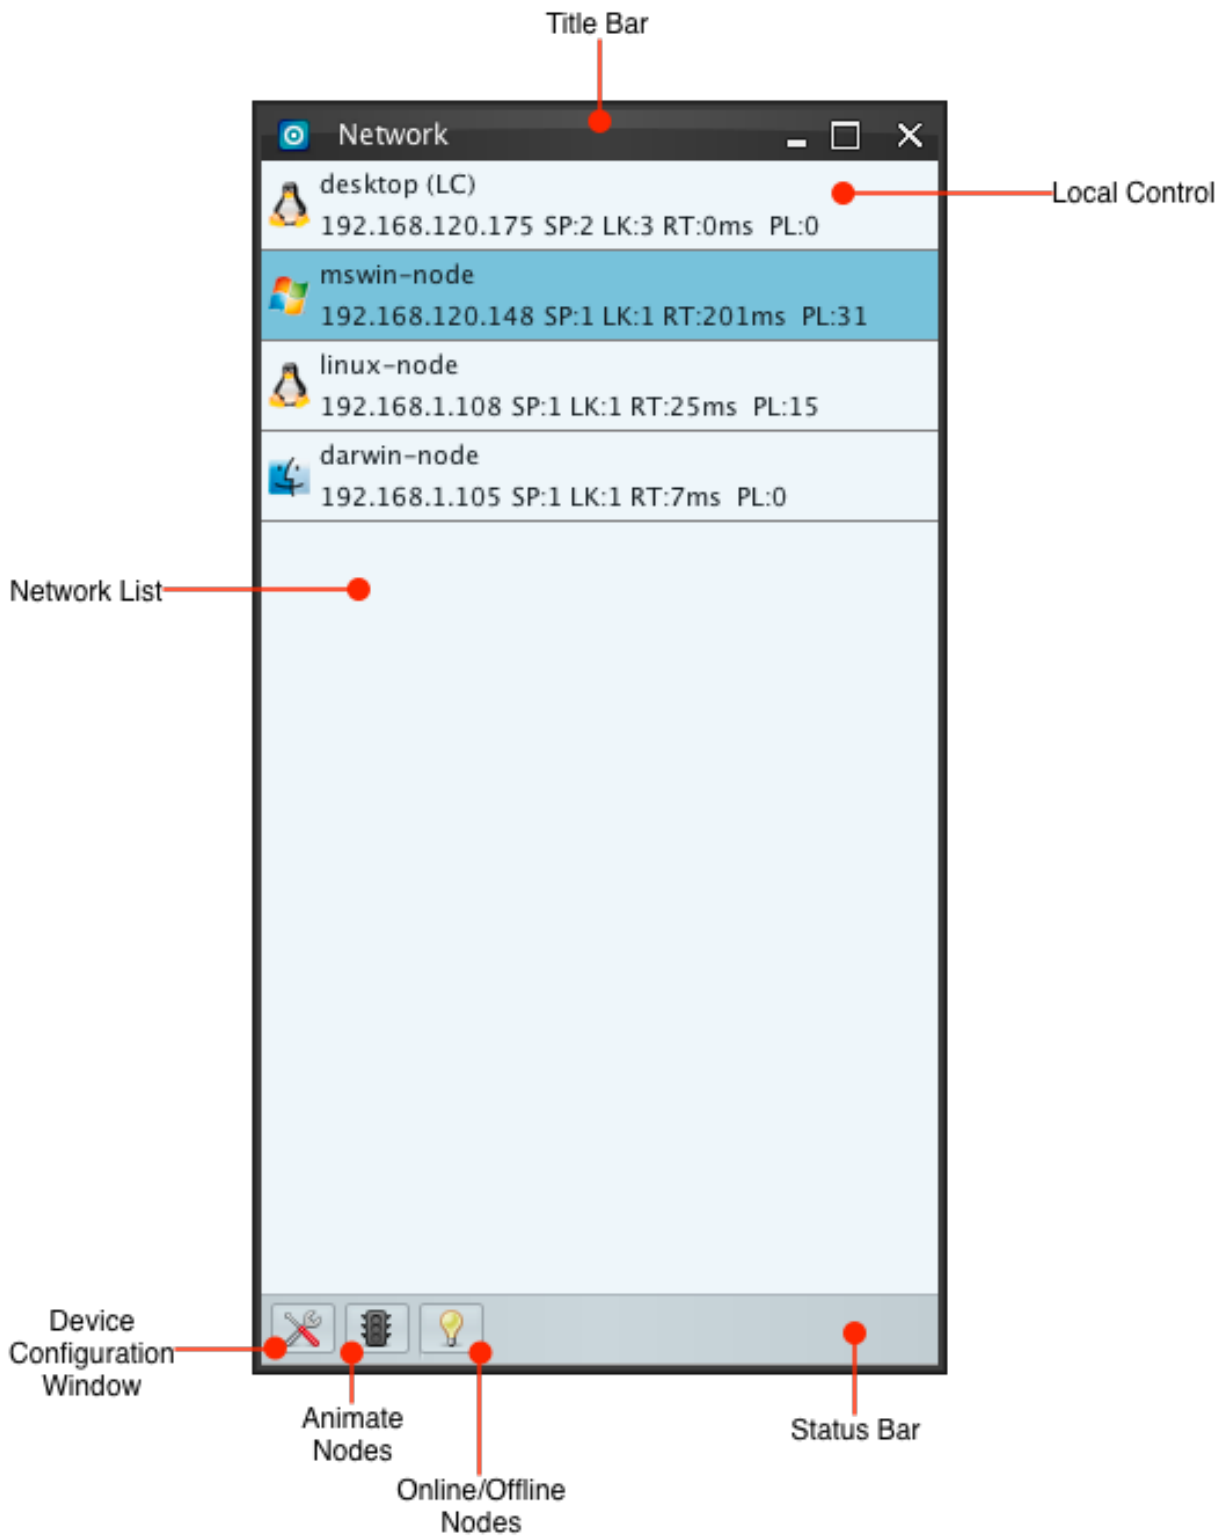 Title Bar
Network
desktop (LC)
192.168.120.175 SP:2 LK:3 RT:0ms PL:0
Local Control
mswin-node
192.168.120.148 SP:1 LK:1 RT:201ms PL:31
linux-node
192.168.1.108 SP:1 LK:1 RT:25ms PL:15
darwin-node
192.168.1.105 SP:1 LK:1 RT:7ms PL:0
Network List
Device
Configuration
Window
Animate
Nodes
Online/Offline
Nodes
Status Bar